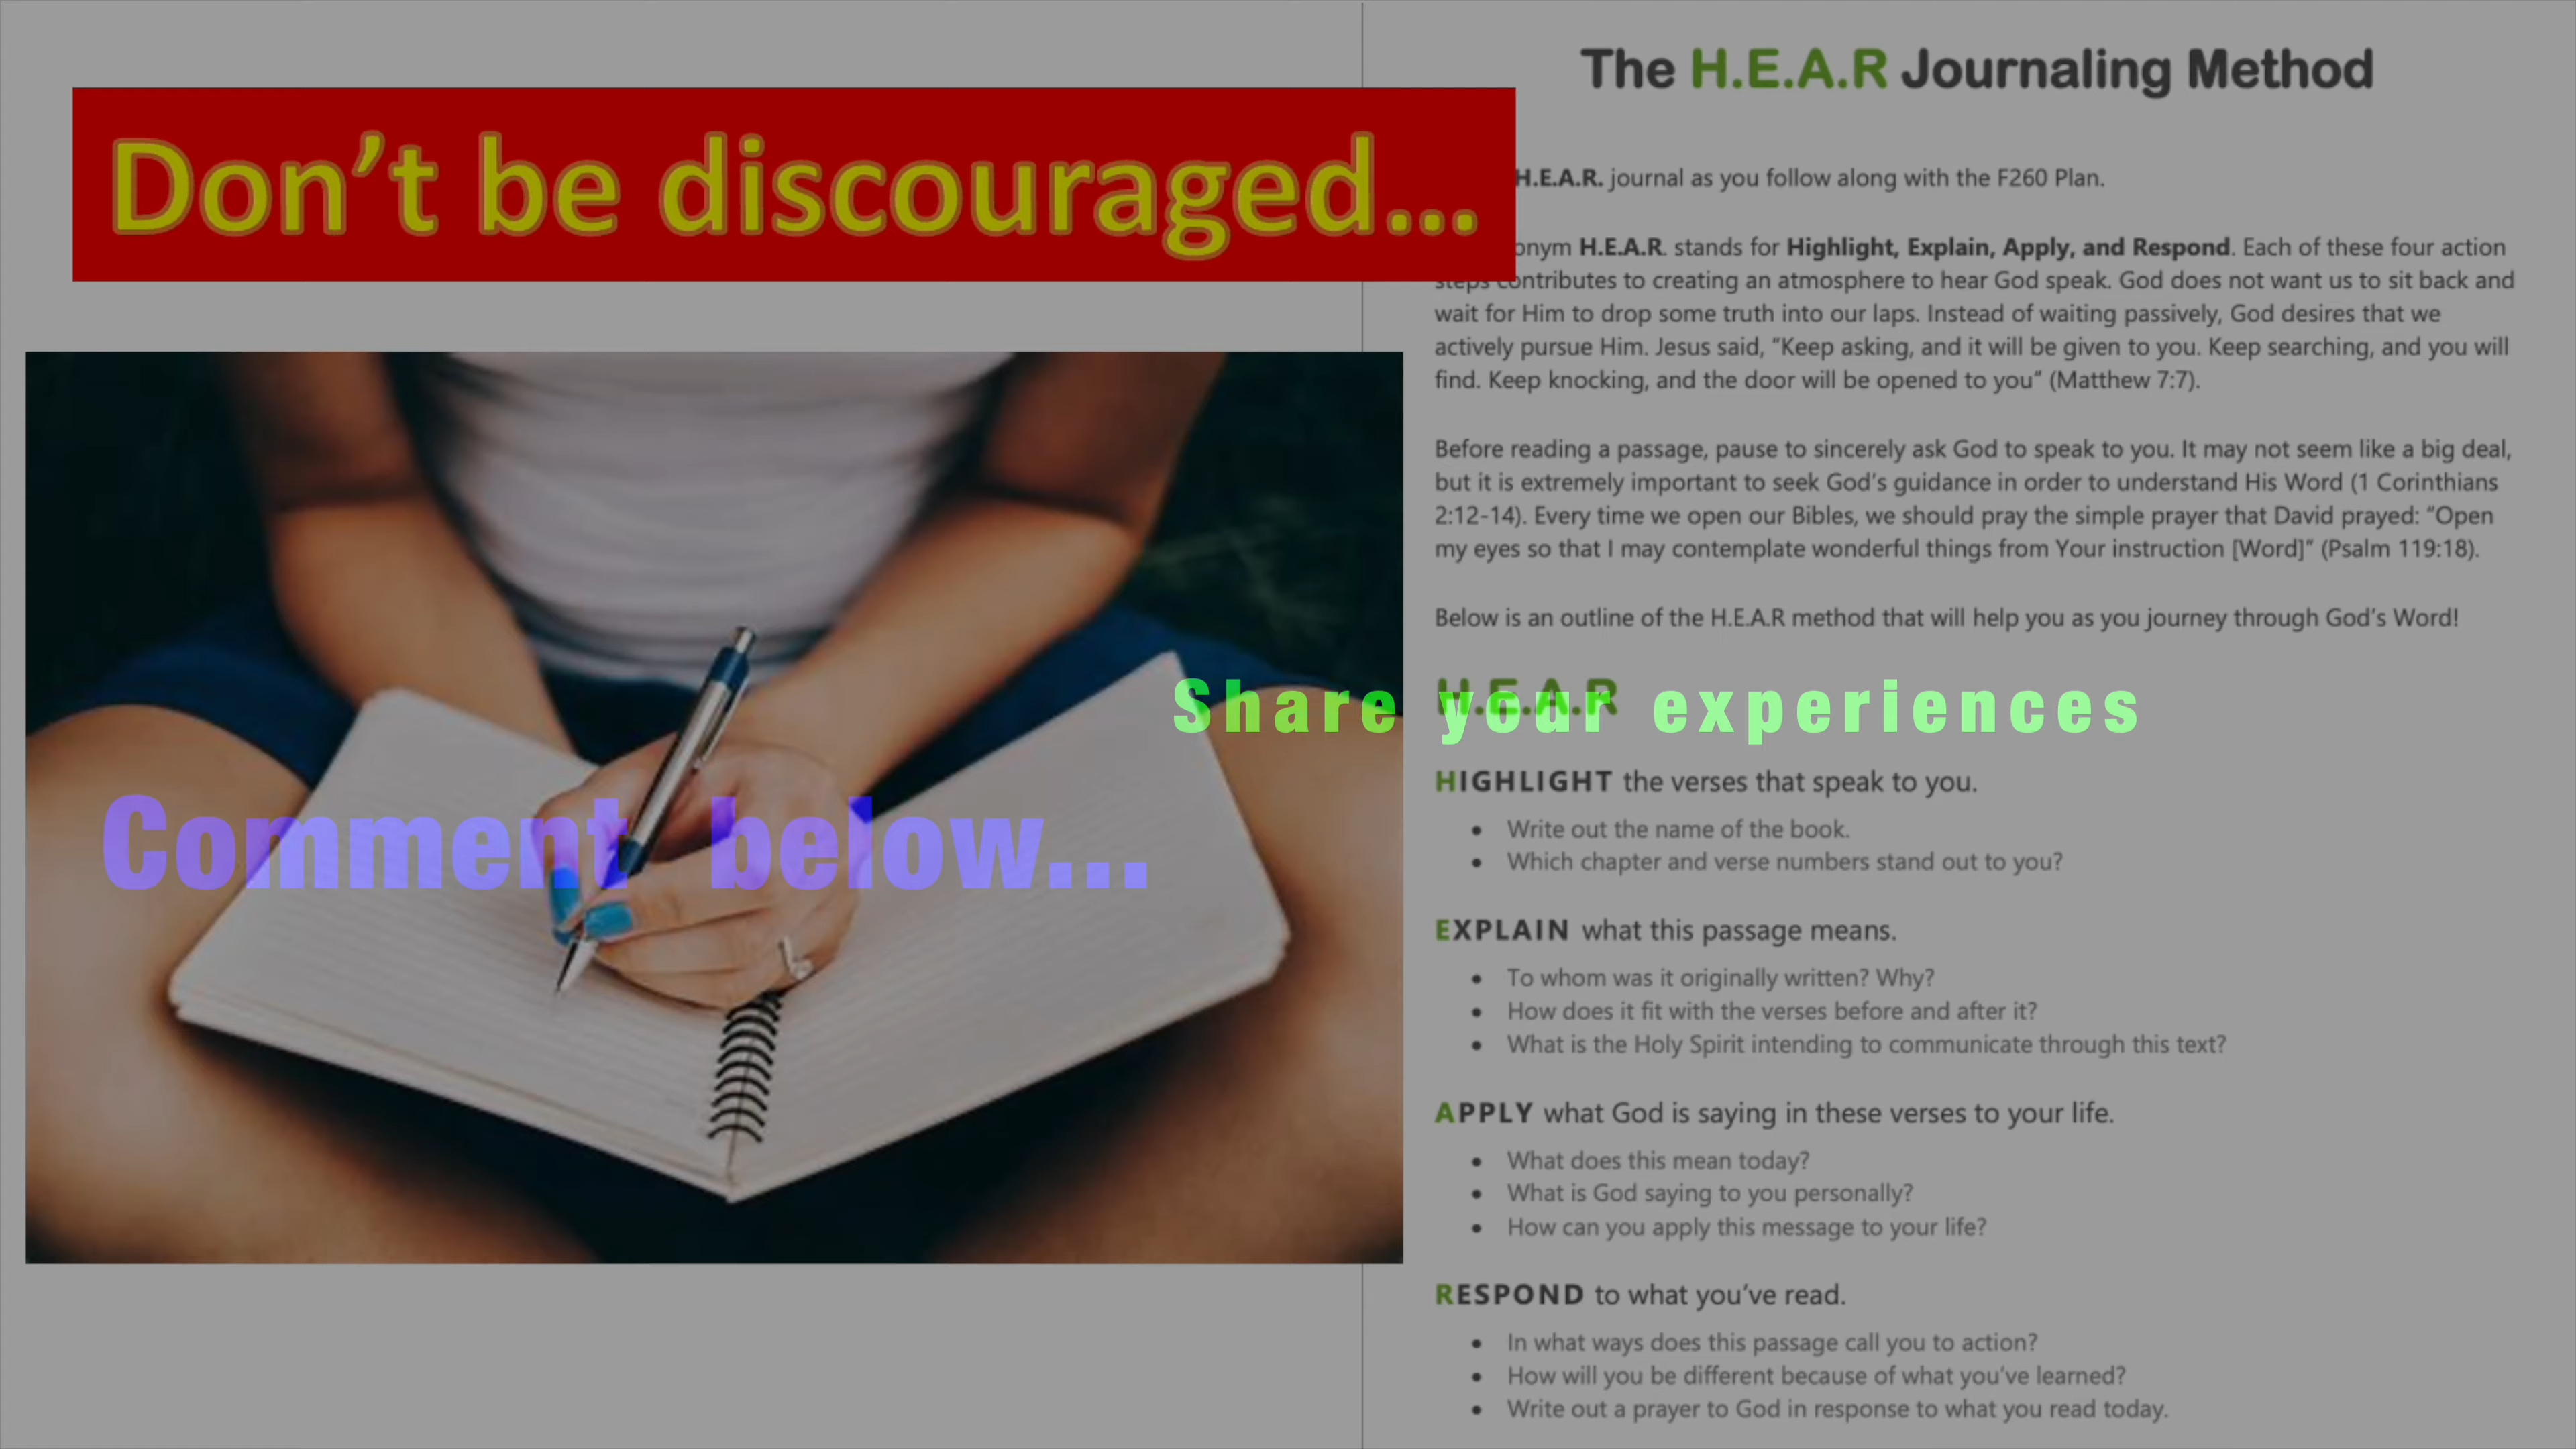 Don't be discouraged...
Comment below...
Share your experiences
The H.E.A.R Journaling Method
H.E.A.R. journal as you follow along with the F260 Plan.
onym H.E.A.R. stands for Highlight, Explain, Apply, and Respond. Each of these four action
steps contributes to creating an atmosphere to hear God speak. God does not want us to sit back and
wait for Him to drop some truth into our laps. Instead of waiting passively, God desires that we
actively pursue Him. Jesus said, “Keep asking, and it will be given to you. Keep searching, and you will
find. Keep knocking, and the door will be opened to you” (Matthew 7:7).
Before reading a passage, pause to sincerely ask God to speak to you. It may not seem like a big deal,
but it is extremely important to seek God’s guidance in order to understand His Word (1 Corinthians
2:12-14). Every time we open our Bibles, we should pray the simple prayer that David prayed: “Open
my eyes so that I may contemplate wonderful things from Your instruction [Word]” (Psalm 119:18).
Below is an outline of the H.E.A.R method that will help you as you journey through God’s Word!
H.E.A.R
HIGHLIGHT the verses that speak to you.
• Write out the name of the book.
• Which chapter and verse numbers stand out to you?
EXPLAIN what this passage means.
• To whom was it originally written? Why?
• How does it fit with the verses before and after it?
• What is the Holy Spirit intending to communicate through this text?
APPLY what God is saying in these verses to your life.
• What does this mean today?
• What is God saying to you personally?
• How can you apply this message to your life?
RESPOND to what you’ve read.
• In what ways does this passage call you to action?
• How will you be different because of what you’ve learned?
• Write out a prayer to God in response to what you read today.